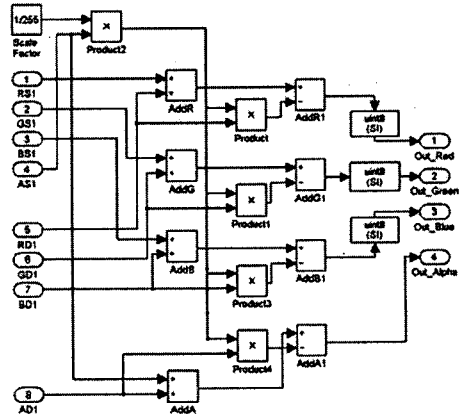 1/255
Scale
Factor
×
Product2
1
RS1
2
GS1
3
BS1
4
AS1
5
RD1
6
GD1
7
BD1
8
AD1
+
+
AddR
×
Product
+
−
AddR1
uint8
(SI)
1
Out_Red
+
+
AddG
×
Product1
+
−
AddG1
uint8
(SI)
2
Out_Green
+
+
AddB
×
Product3
+
−
AddB1
uint8
(SI)
3
Out_Blue
×
Product4
+
−
AddA1
4
Out_Alpha
+
+
AddA